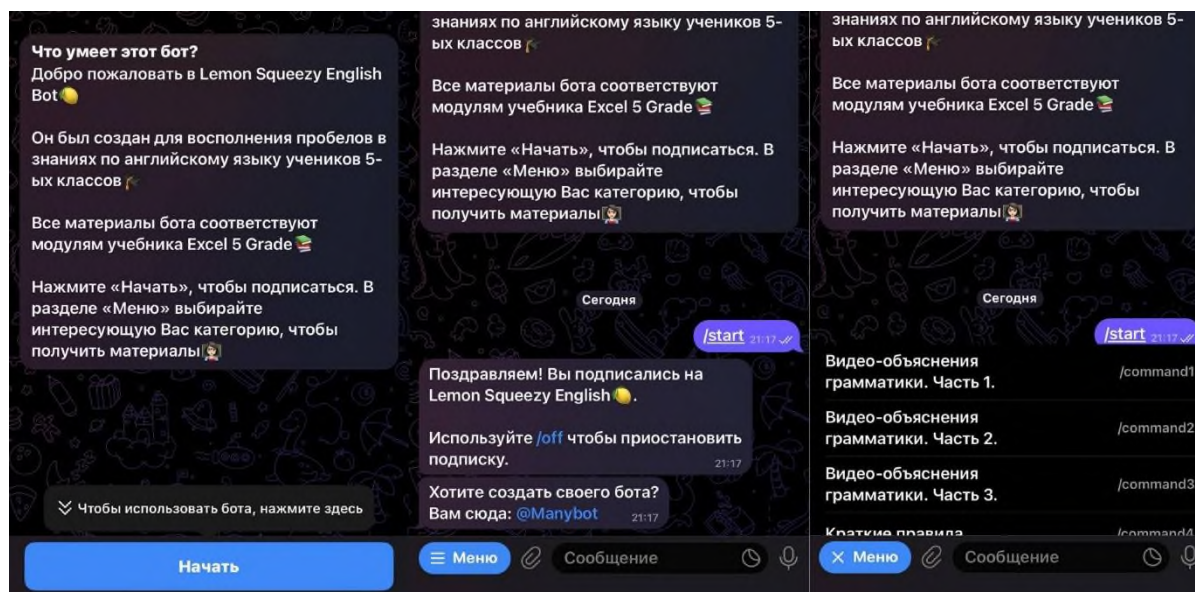 Что умеет этот бот?
Добро пожаловать в Lemon Squeezy English
Bot🍋
Он был создан для восполнения пробелов в
знаниях по английскому языку учеников 5-
ых классов🎓
Все материалы бота соответствуют
модулям учебника Excel 5 Grade📚
Нажмите «Начать», чтобы подписаться. В
разделе «Меню» выбирайте
интересующую Вас категорию, чтобы
получить материалы👩🏻‍🏫
Чтобы использовать бота, нажмите здесь
Начать
знаниях по английскому языку учеников 5-
ых классов🎓
Все материалы бота соответствуют
модулям учебника Excel 5 Grade📚
Нажмите «Начать», чтобы подписаться. В
разделе «Меню» выбирайте
интересующую Вас категорию, чтобы
получить материалы👩🏻‍🏫
Сегодня
/start 21:17
Поздравляем! Вы подписались на
Lemon Squeezy English🍋.
Используйте /off чтобы приостановить
подписку. 21:17
Хотите создать своего бота?
Вам сюда: @Manybot 21:17
Меню Сообщение
знаниях по английскому языку учеников 5-
ых классов🎓
Все материалы бота соответствуют
модулям учебника Excel 5 Grade📚
Нажмите «Начать», чтобы подписаться. В
разделе «Меню» выбирайте
интересующую Вас категорию, чтобы
получить материалы👩🏻‍🏫
Сегодня
/start 21:17
Видео-объяснения
грамматики. Часть 1. /command1
Видео-объяснения
грамматики. Часть 2. /command2
Видео-объяснения
грамматики. Часть 3. /command3
Краткие правила /command4
Меню Сообщение